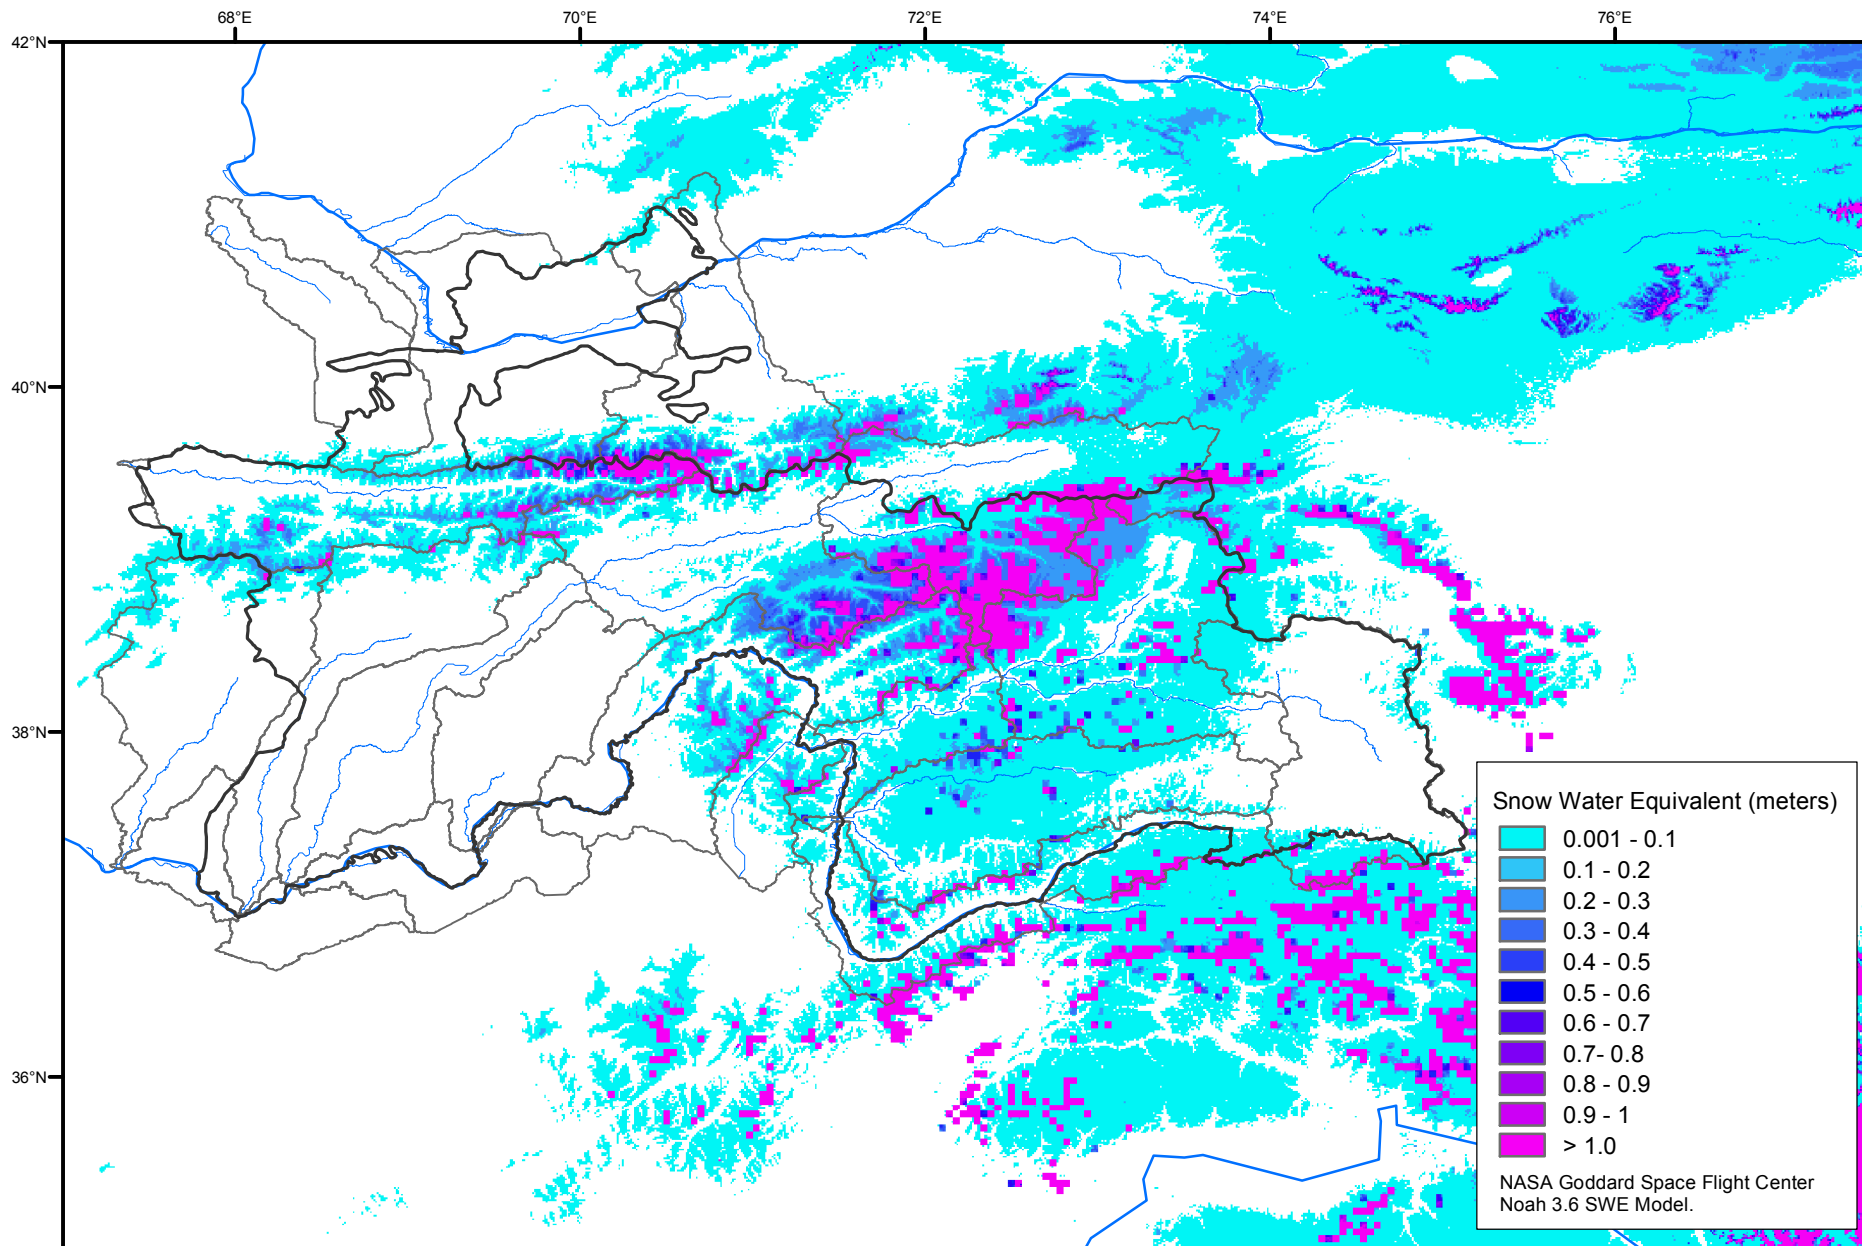 68°E
70°E
72°E
74°E
76°E
42°N
40°N
38°N
36°N
Snow Water Equivalent (meters)
0.001 - 0.1
0.1 - 0.2
0.2 - 0.3
0.3 - 0.4
0.4 - 0.5
0.5 - 0.6
0.6 - 0.7
0.7- 0.8
0.8 - 0.9
0.9 - 1
> 1.0
NASA Goddard Space Flight Center
Noah 3.6 SWE Model.